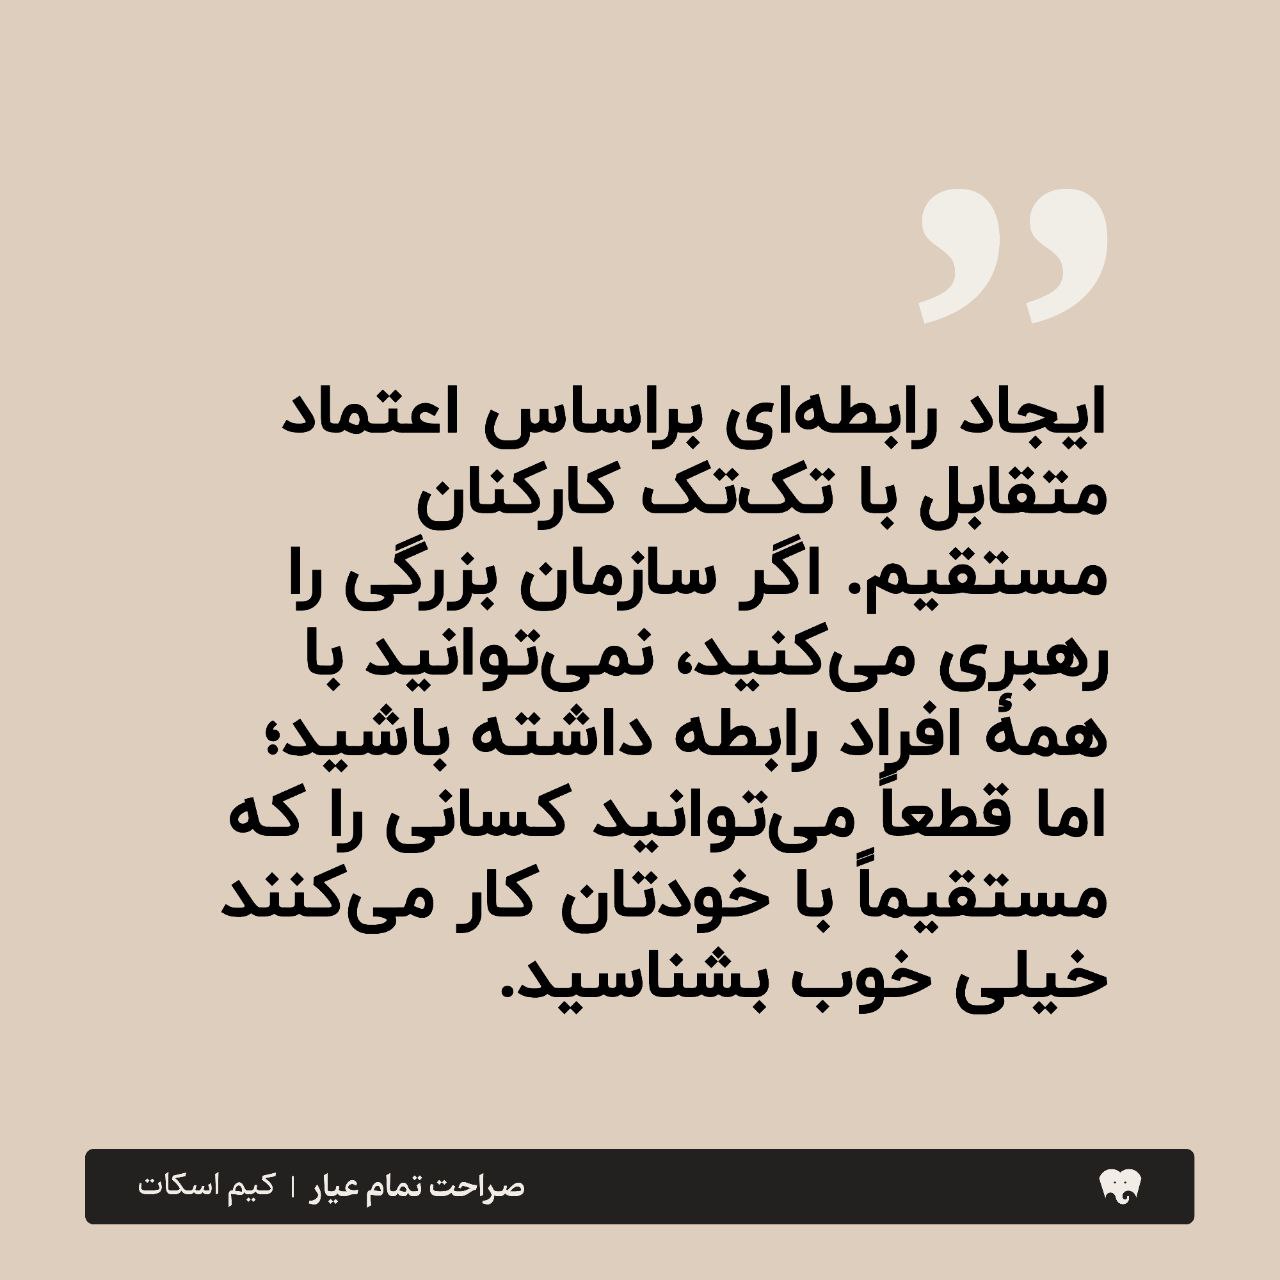 ایجاد رابطه‌ای براساس اعتماد
متقابل با تک‌تک کارکنان
مستقیم. اگر سازمان بزرگی را
رهبری می‌کنید، نمی‌توانید با
همهٔ افراد رابطه داشته باشید؛
اما قطعاً می‌توانید کسانی را که
مستقیماً با خودتان کار می‌کنند
خیلی خوب بشناسید.
صراحت تمام عیار | کیم اسکات